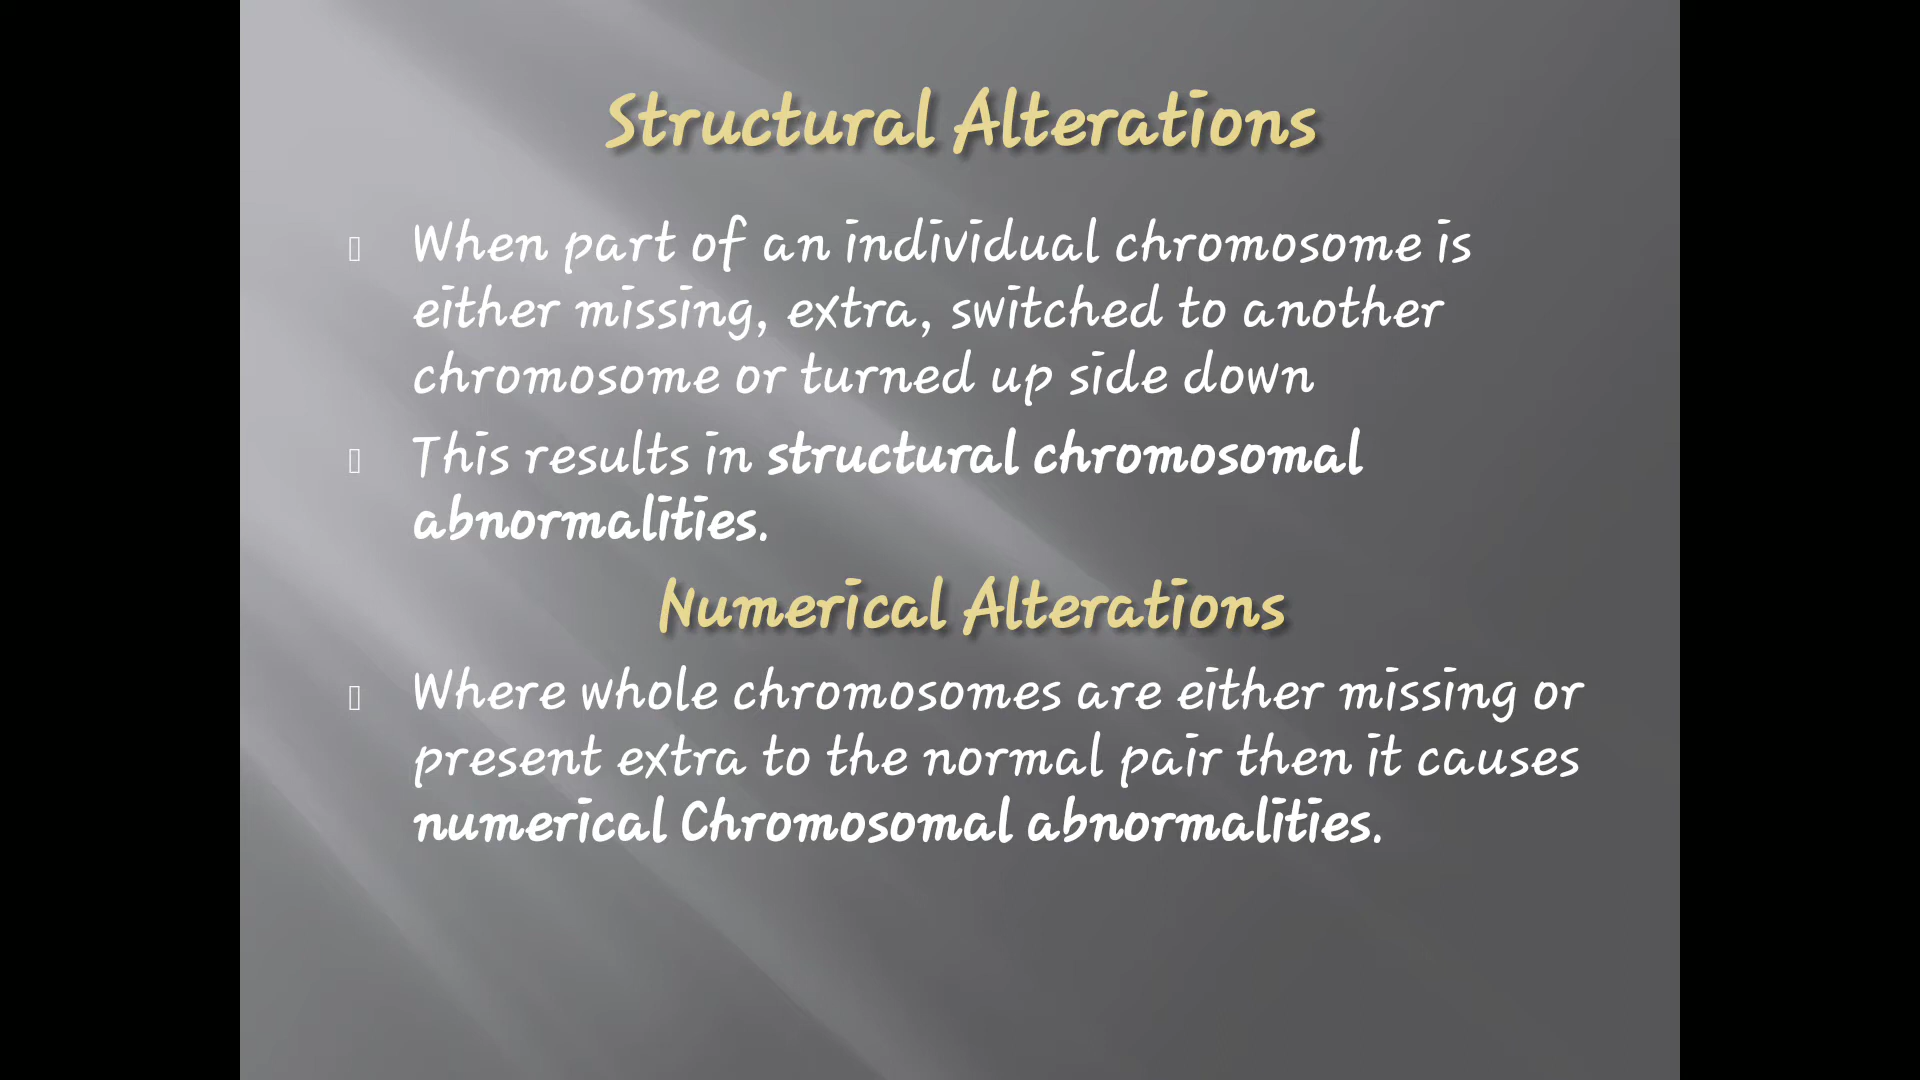 Structural Alterations
When part of an individual chromosome is
either missing, extra, switched to another
chromosome or turned up side down
This results in structural chromosomal
abnormalities.
Numerical Alterations
Where whole chromosomes are either missing or
present extra to the normal pair then it causes
numerical Chromosomal abnormalities.